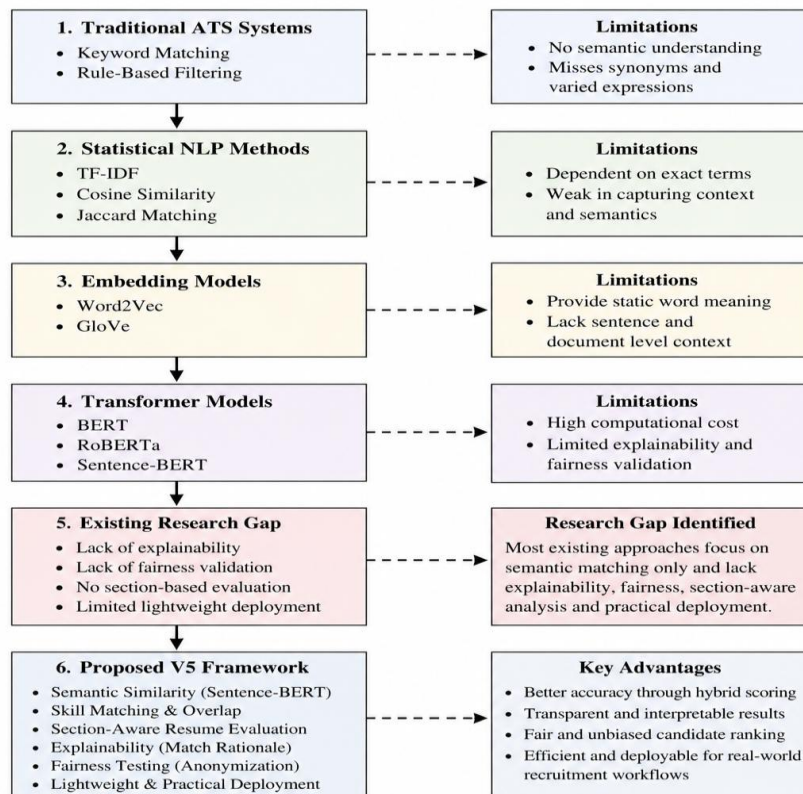 1. Traditional ATS Systems
• Keyword Matching
• Rule-Based Filtering
Limitations
• No semantic understanding
• Misses synonyms and
varied expressions
2. Statistical NLP Methods
• TF-IDF
• Cosine Similarity
• Jaccard Matching
Limitations
• Dependent on exact terms
• Weak in capturing context
and semantics
3. Embedding Models
• Word2Vec
• GloVe
Limitations
• Provide static word meaning
• Lack sentence and
document level context
4. Transformer Models
• BERT
• RoBERTa
• Sentence-BERT
Limitations
• High computational cost
• Limited explainability and
fairness validation
5. Existing Research Gap
• Lack of explainability
• Lack of fairness validation
• No section-based evaluation
• Limited lightweight deployment
Research Gap Identified
Most existing approaches focus on
semantic matching only and lack
explainability, fairness, section-aware
analysis and practical deployment.
6. Proposed V5 Framework
• Semantic Similarity (Sentence-BERT)
• Skill Matching & Overlap
• Section-Aware Resume Evaluation
• Explainability (Match Rationale)
• Fairness Testing (Anonymization)
• Lightweight & Practical Deployment
Key Advantages
• Better accuracy through hybrid scoring
• Transparent and interpretable results
• Fair and unbiased candidate ranking
• Efficient and deployable for real-world
recruitment workflows